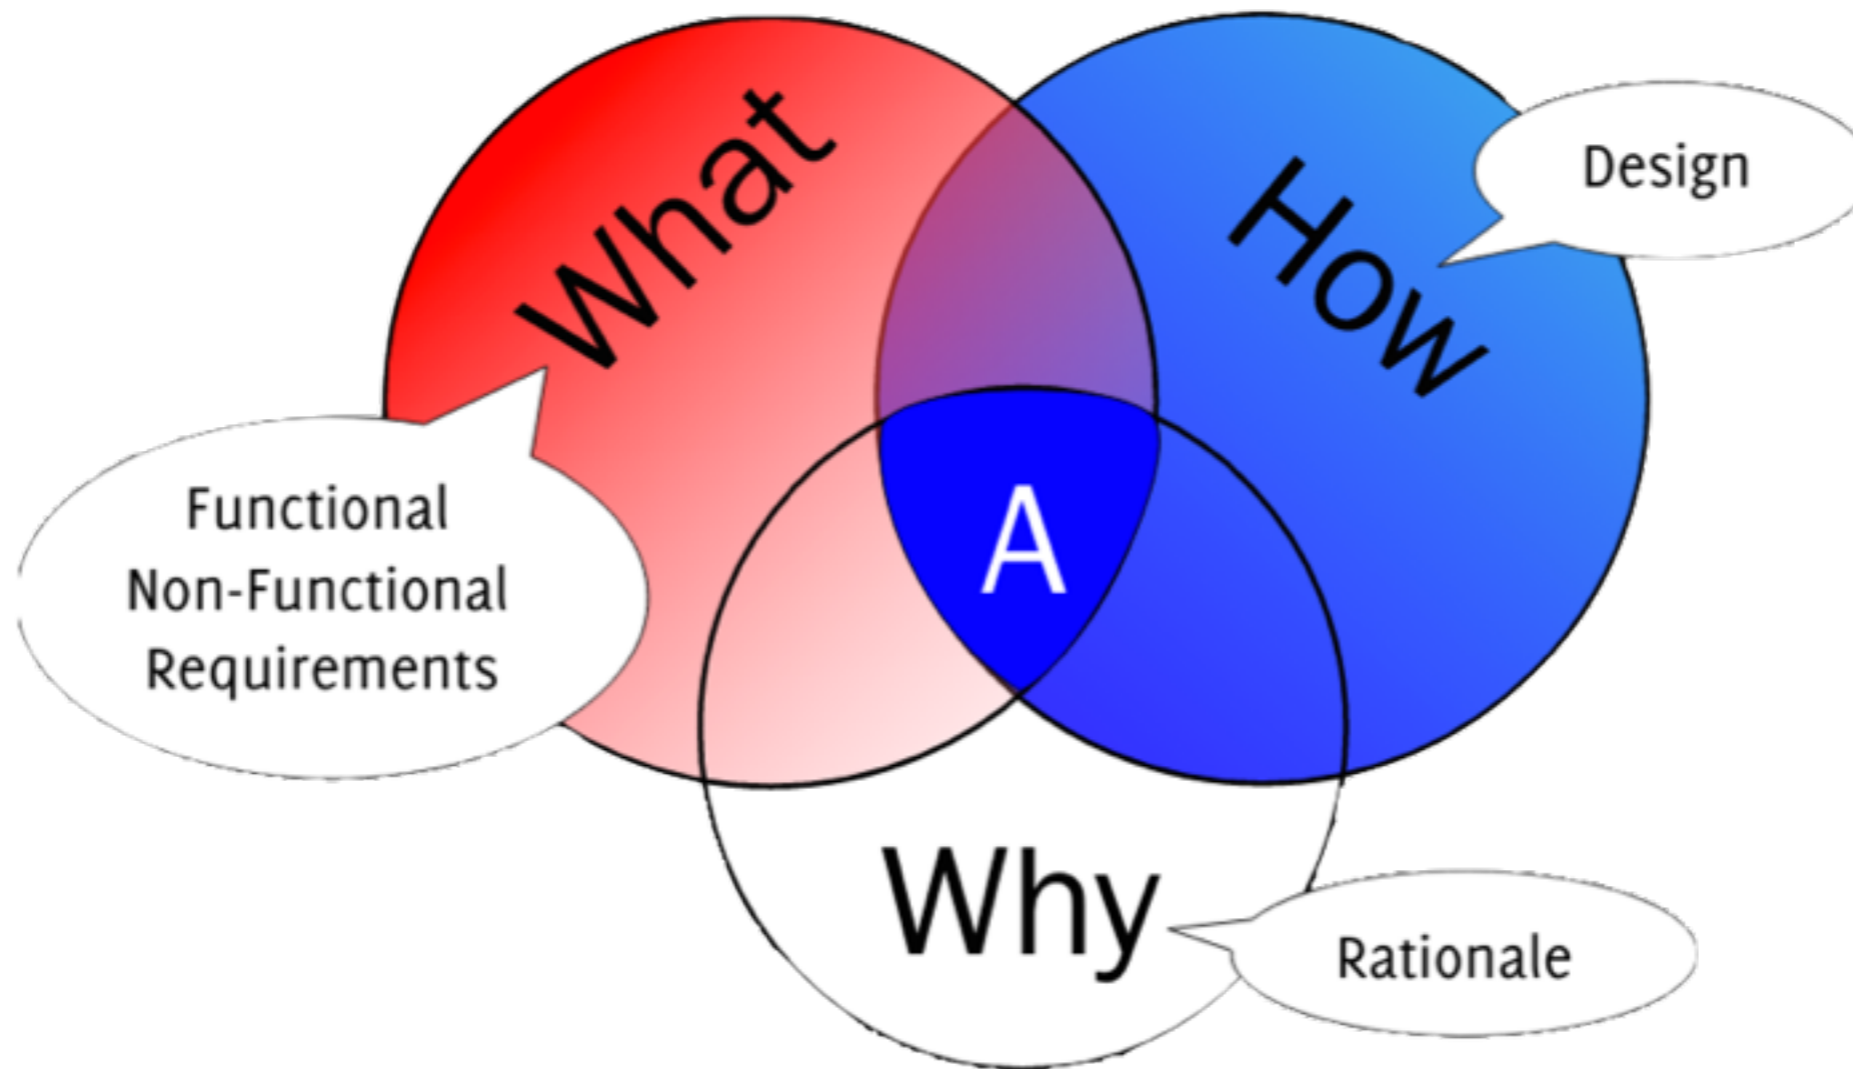 What
How
Design
Functional
Non-Functional
Requirements
A
Why
Rationale